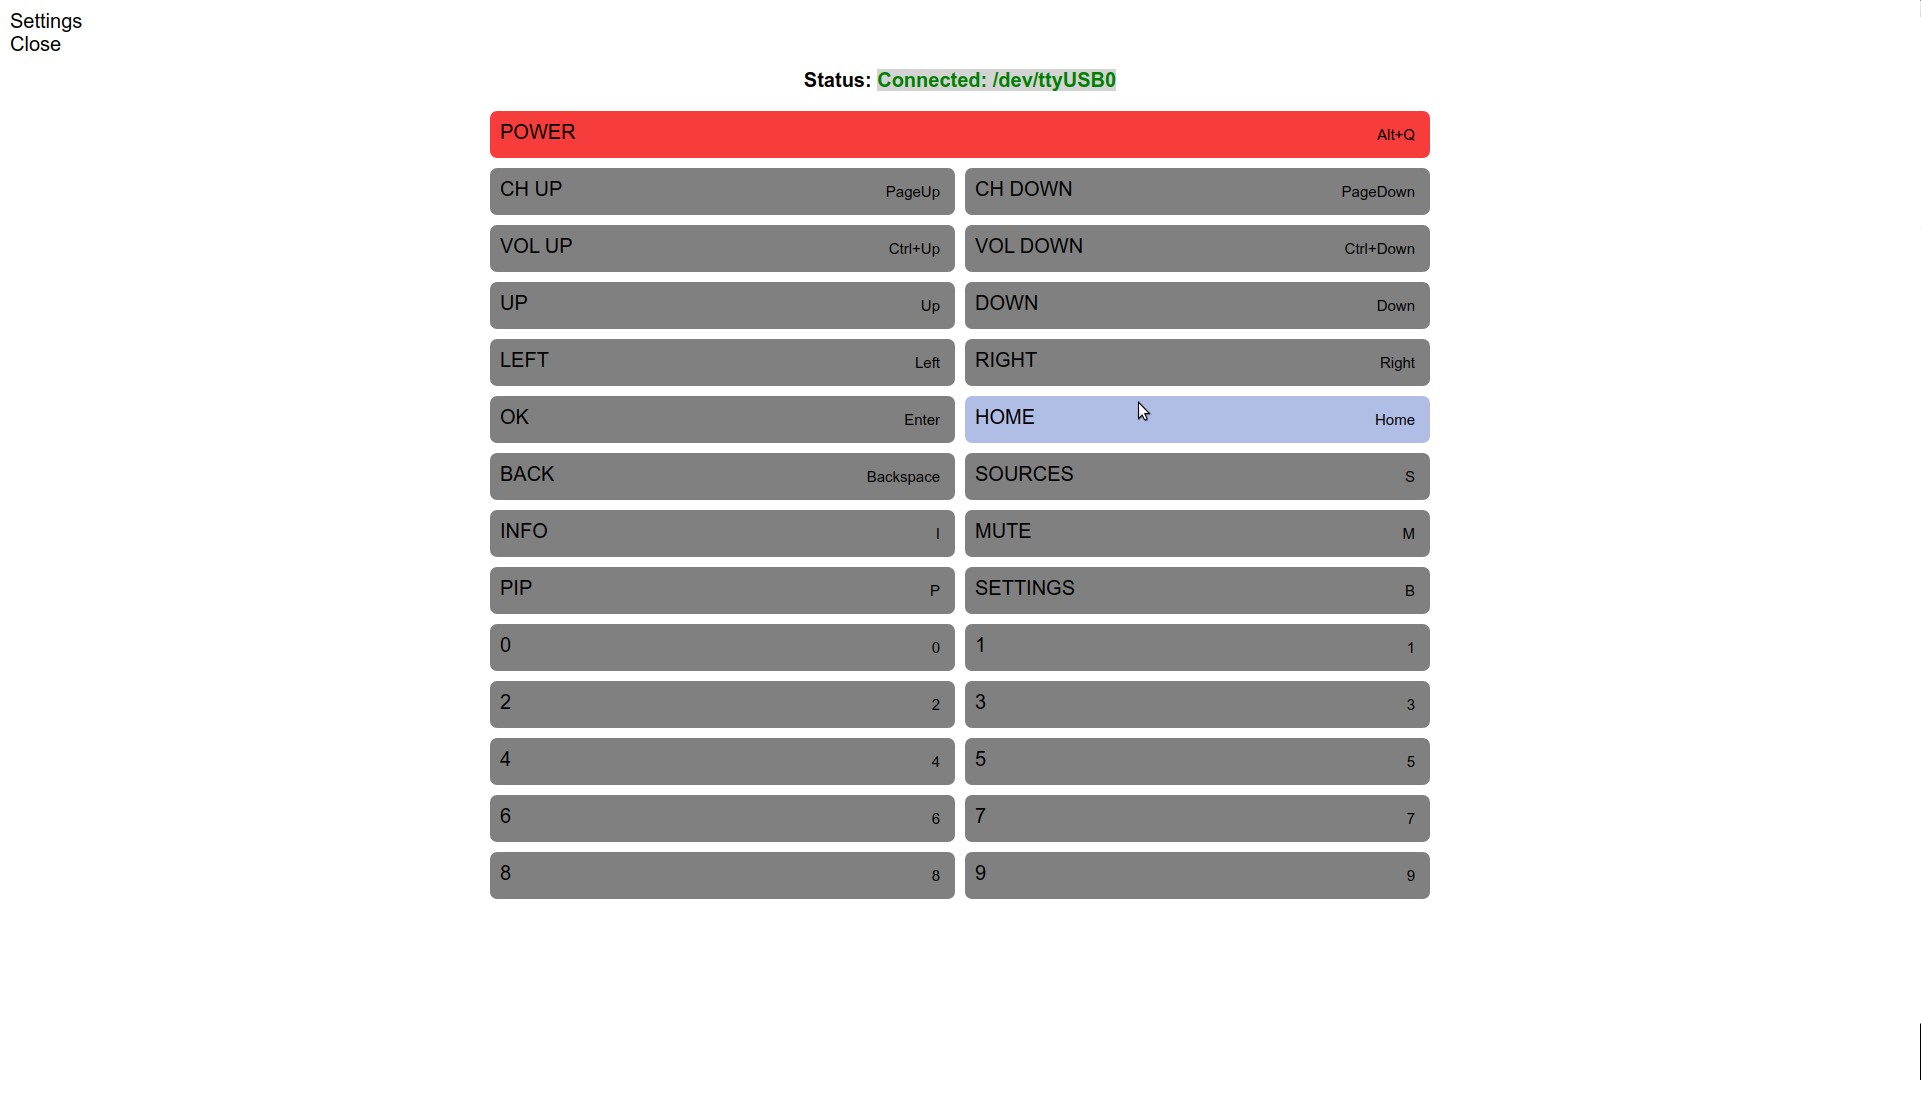 Settings
Close
Status: Connected: /dev/ttyUSB0
POWER Alt+Q
CH UP PageUp CH DOWN PageDown
VOL UP Ctrl+Up VOL DOWN Ctrl+Down
UP Up DOWN Down
LEFT Left RIGHT Right
OK Enter HOME Home
BACK Backspace SOURCES S
INFO I MUTE M
PIP P SETTINGS B
0 0 1 1
2 2 3 3
4 4 5 5
6 6 7 7
8 8 9 9